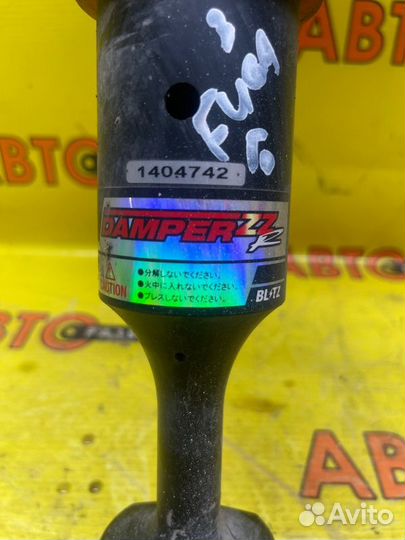 FUGA
1404742
DAMPER ZZ R
CAUTION
●分解しないでください。
●火中に入れないでください。
●プレスしないでください。
BLITZ
АВТО
АВТО
АВТО
АВТО
АВТО
Avito